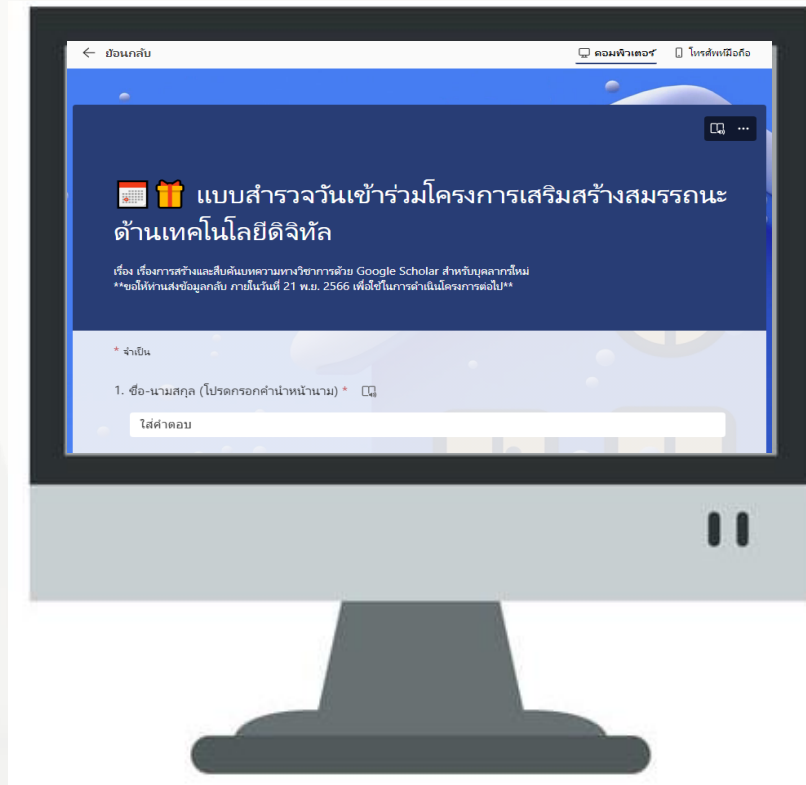 ย้อนกลับ
คอมพิวเตอร์
โทรศัพท์มือถือ
แบบสำรวจวันเข้าร่วมโครงการเสริมสร้างสมรรถนะ
ด้านเทคโนโลยีดิจิทัล
เรื่อง เรื่องการสร้างและสืบค้นบทความทางวิชาการด้วย Google Scholar สำหรับบุคลากรใหม่
**ขอให้ท่านส่งข้อมูลกลับ ภายในวันที่ 21 พ.ย. 2566 เพื่อใช้ในการดำเนินโครงการต่อไป**
* จำเป็น
1. ชื่อ-นามสกุล (โปรดกรอกคำนำหน้านาม) *
ใส่คำตอบ